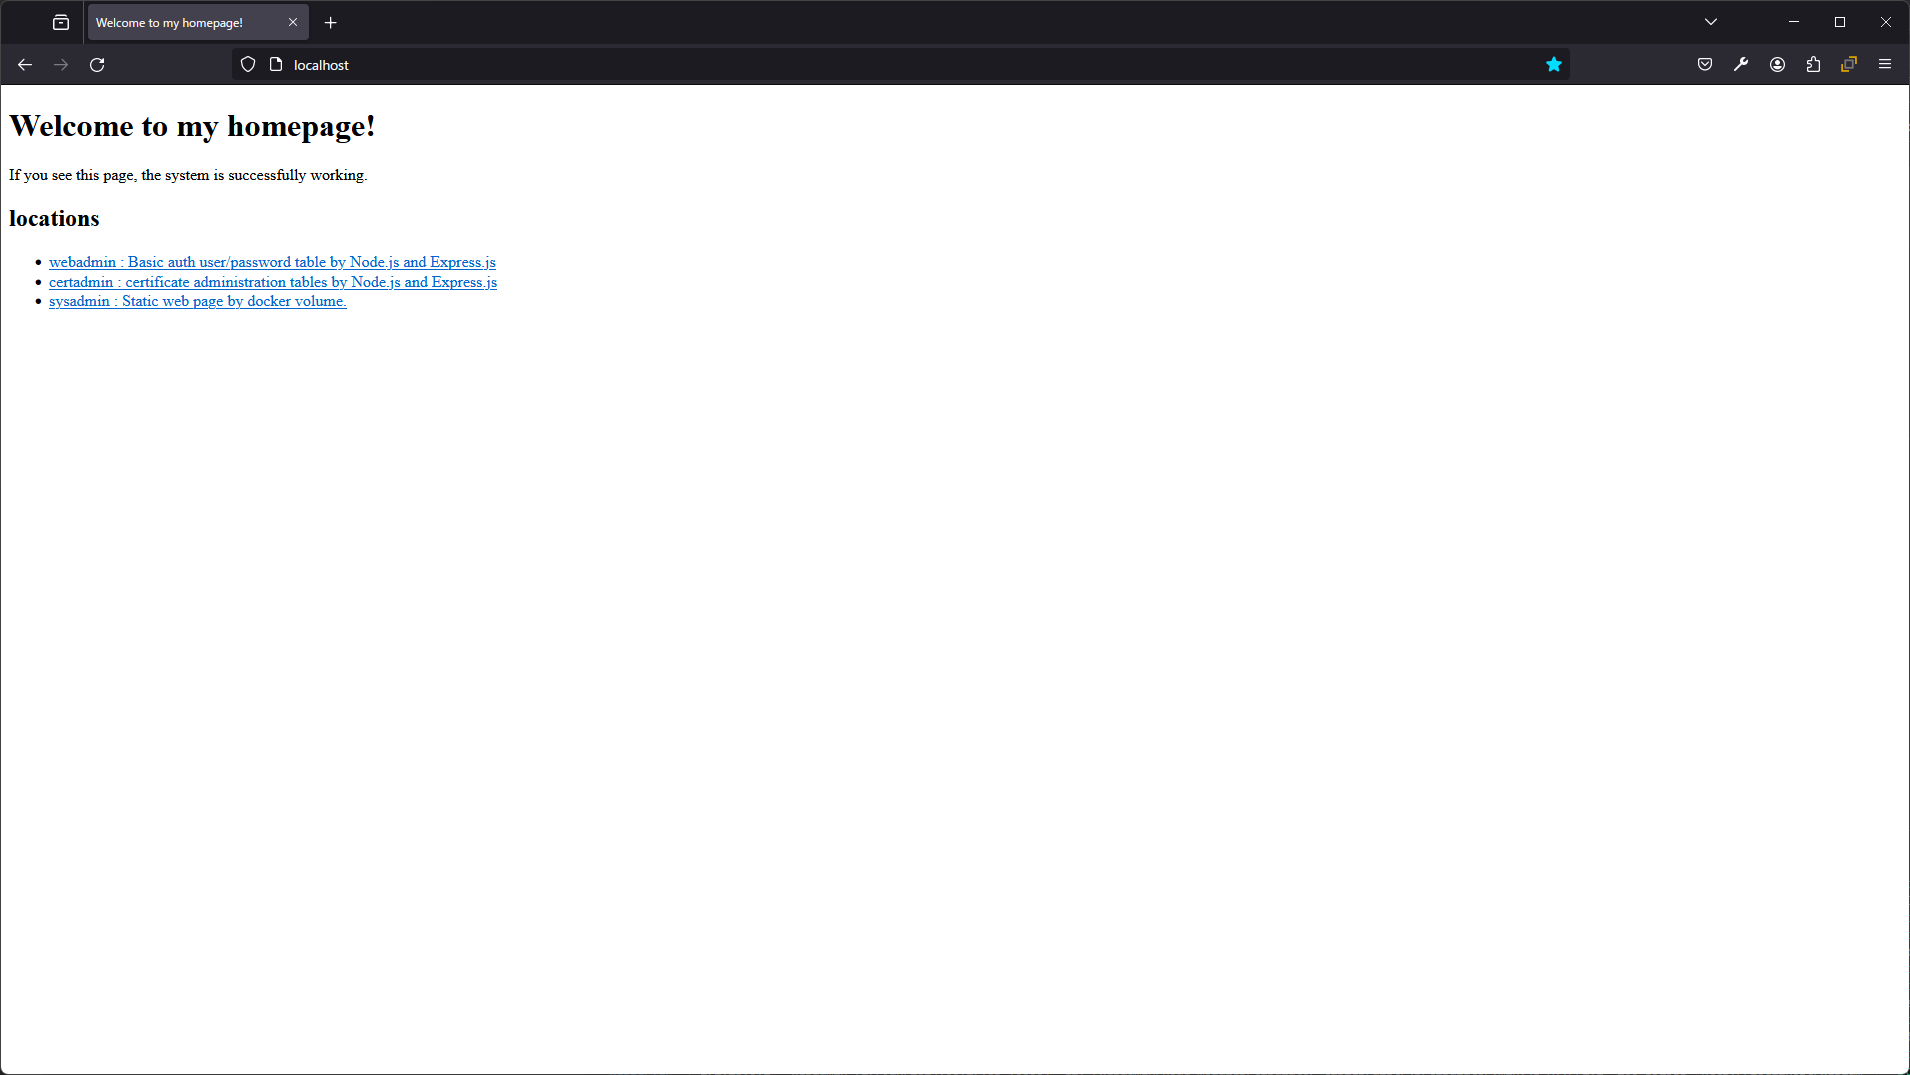 Welcome to my homepage!
localhost
Welcome to my homepage!
If you see this page, the system is successfully working.
locations
webadmin : Basic auth user/password table by Node.js and Express.js
certadmin : certificate administration tables by Node.js and Express.js
sysadmin : Static web page by docker volume.